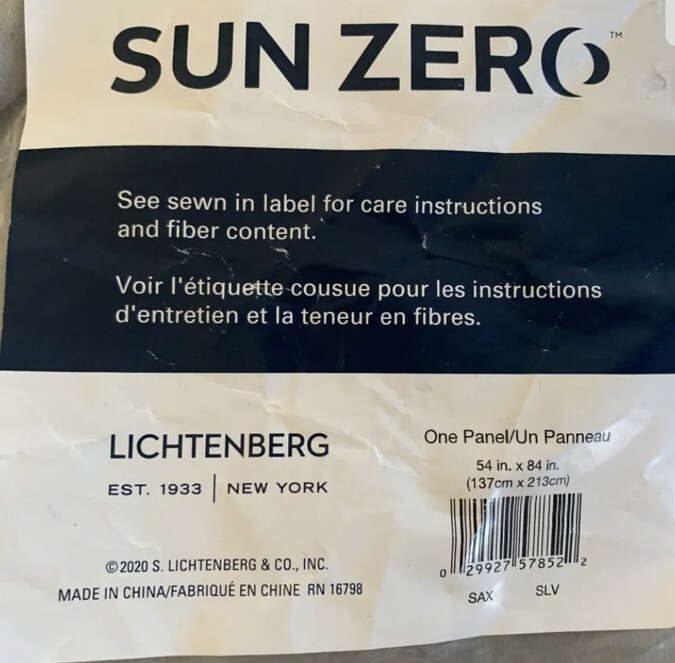 SUN ZERO™
See sewn in label for care instructions
and fiber content.
Voir l'étiquette cousue pour les instructions
d'entretien et la teneur en fibres.
LICHTENBERG
EST. 1933 | NEW YORK
©2020 S. LICHTENBERG & CO., INC.
MADE IN CHINA/FABRIQUÉ EN CHINE RN 16798
One Panel/Un Panneau
54 in. x 84 in.
(137cm x 213cm)
0 29927 57852 2
SAX SLV